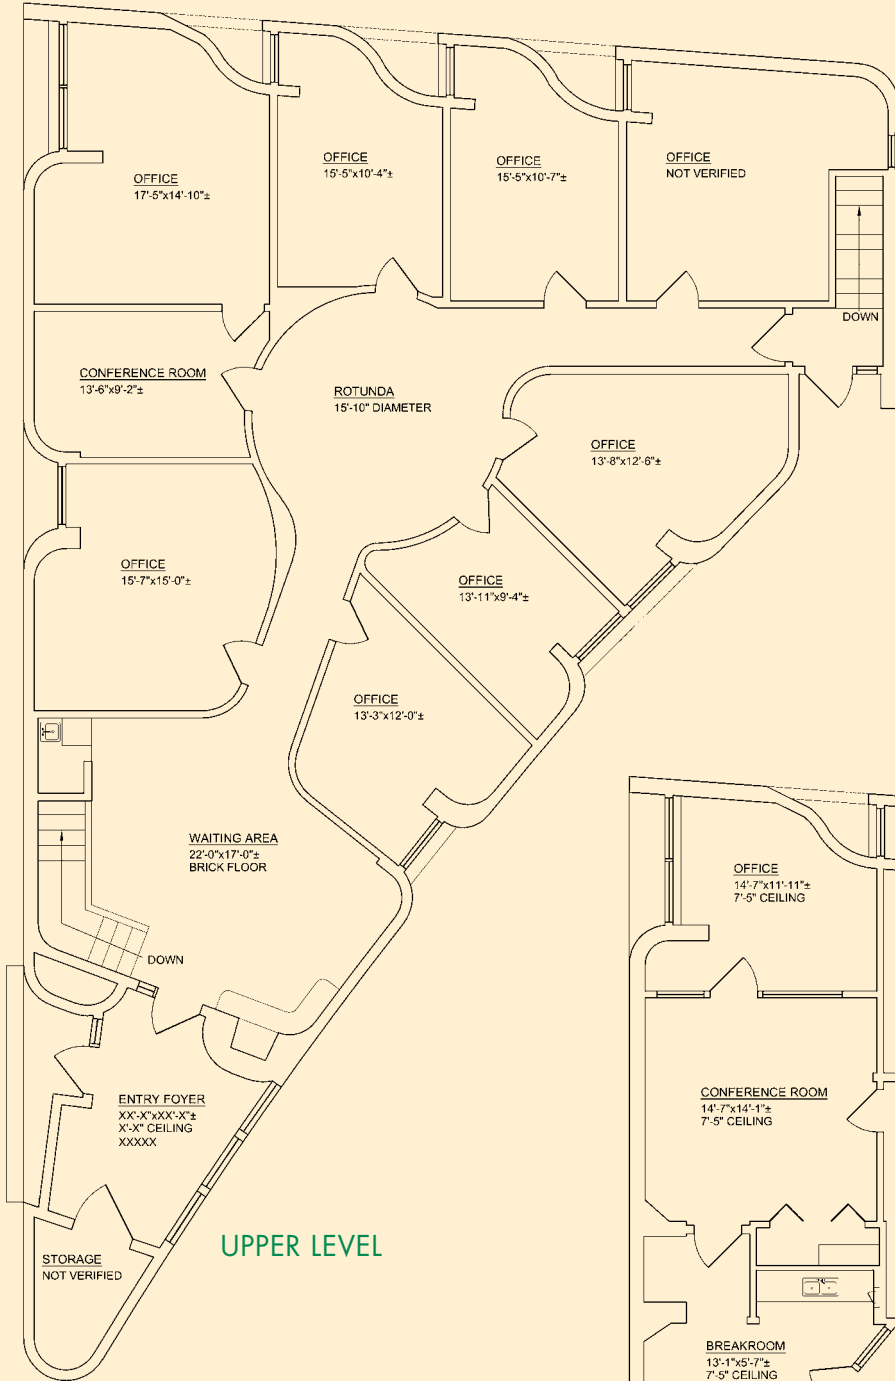 OFFICE
17'-5"x14'-10"±
OFFICE
15'-5"x10'-4"±
OFFICE
15'-5"x10'-7"±
OFFICE
NOT VERIFIED
DOWN
CONFERENCE ROOM
13'-6"x9'-2"±
ROTUNDA
15'-10" DIAMETER
OFFICE
13'-8"x12'-6"±
OFFICE
15'-7"x15'-0"±
OFFICE
13'-11"x9'-4"±
OFFICE
13'-3"x12'-0"±
WAITING AREA
22'-0"x17'-0"±
BRICK FLOOR
DOWN
ENTRY FOYER
XX'-X"xXX'-X"±
X'-X" CEILING
XXXXX
STORAGE
NOT VERIFIED
UPPER LEVEL
OFFICE
14'-7"x11'-11"±
7'-5" CEILING
CONFERENCE ROOM
14'-7"x14'-1"±
7'-5" CEILING
BREAKROOM
13'-1"x5'-7"±
7'-5" CEILING